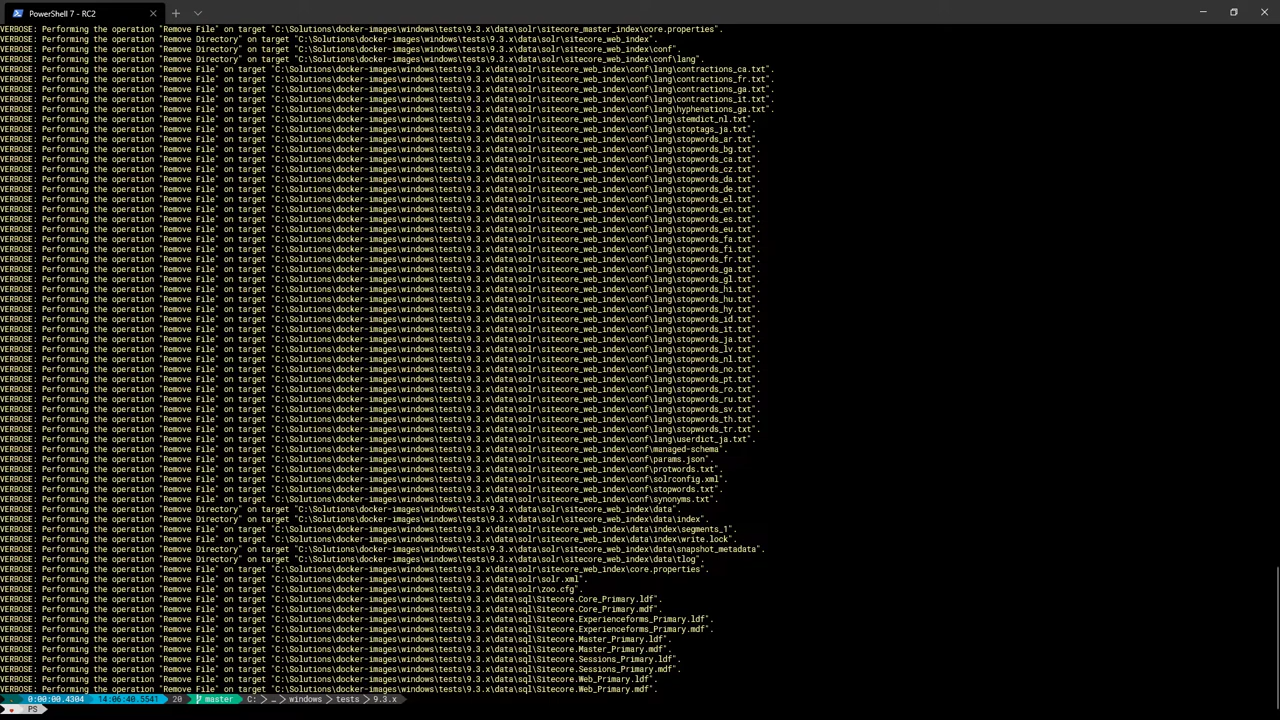 PowerShell 7 - RC2
VERBOSE: Performing the operation "Remove File" on target "C:\Solutions\docker-images\windows\tests\9.3.x\data\solr\sitecore_master_index\core.properties".
VERBOSE: Performing the operation "Remove Directory" on target "C:\Solutions\docker-images\windows\tests\9.3.x\data\solr\sitecore_web_index".
VERBOSE: Performing the operation "Remove Directory" on target "C:\Solutions\docker-images\windows\tests\9.3.x\data\solr\sitecore_web_index\conf".
VERBOSE: Performing the operation "Remove Directory" on target "C:\Solutions\docker-images\windows\tests\9.3.x\data\solr\sitecore_web_index\conf\lang".
VERBOSE: Performing the operation "Remove File" on target "C:\Solutions\docker-images\windows\tests\9.3.x\data\solr\sitecore_web_index\conf\lang\contractions_ca.txt".
VERBOSE: Performing the operation "Remove File" on target "C:\Solutions\docker-images\windows\tests\9.3.x\data\solr\sitecore_web_index\conf\lang\contractions_fr.txt".
VERBOSE: Performing the operation "Remove File" on target "C:\Solutions\docker-images\windows\tests\9.3.x\data\solr\sitecore_web_index\conf\lang\contractions_ga.txt".
VERBOSE: Performing the operation "Remove File" on target "C:\Solutions\docker-images\windows\tests\9.3.x\data\solr\sitecore_web_index\conf\lang\contractions_it.txt".
VERBOSE: Performing the operation "Remove File" on target "C:\Solutions\docker-images\windows\tests\9.3.x\data\solr\sitecore_web_index\conf\lang\hyphenations_ga.txt".
VERBOSE: Performing the operation "Remove File" on target "C:\Solutions\docker-images\windows\tests\9.3.x\data\solr\sitecore_web_index\conf\lang\stemdict_nl.txt".
VERBOSE: Performing the operation "Remove File" on target "C:\Solutions\docker-images\windows\tests\9.3.x\data\solr\sitecore_web_index\conf\lang\stoptags_ja.txt".
VERBOSE: Performing the operation "Remove File" on target "C:\Solutions\docker-images\windows\tests\9.3.x\data\solr\sitecore_web_index\conf\lang\stopwords_ar.txt".
VERBOSE: Performing the operation "Remove File" on target "C:\Solutions\docker-images\windows\tests\9.3.x\data\solr\sitecore_web_index\conf\lang\stopwords_bg.txt".
VERBOSE: Performing the operation "Remove File" on target "C:\Solutions\docker-images\windows\tests\9.3.x\data\solr\sitecore_web_index\conf\lang\stopwords_ca.txt".
VERBOSE: Performing the operation "Remove File" on target "C:\Solutions\docker-images\windows\tests\9.3.x\data\solr\sitecore_web_index\conf\lang\stopwords_cz.txt".
VERBOSE: Performing the operation "Remove File" on target "C:\Solutions\docker-images\windows\tests\9.3.x\data\solr\sitecore_web_index\conf\lang\stopwords_da.txt".
VERBOSE: Performing the operation "Remove File" on target "C:\Solutions\docker-images\windows\tests\9.3.x\data\solr\sitecore_web_index\conf\lang\stopwords_de.txt".
VERBOSE: Performing the operation "Remove File" on target "C:\Solutions\docker-images\windows\tests\9.3.x\data\solr\sitecore_web_index\conf\lang\stopwords_el.txt".
VERBOSE: Performing the operation "Remove File" on target "C:\Solutions\docker-images\windows\tests\9.3.x\data\solr\sitecore_web_index\conf\lang\stopwords_en.txt".
VERBOSE: Performing the operation "Remove File" on target "C:\Solutions\docker-images\windows\tests\9.3.x\data\solr\sitecore_web_index\conf\lang\stopwords_es.txt".
VERBOSE: Performing the operation "Remove File" on target "C:\Solutions\docker-images\windows\tests\9.3.x\data\solr\sitecore_web_index\conf\lang\stopwords_eu.txt".
VERBOSE: Performing the operation "Remove File" on target "C:\Solutions\docker-images\windows\tests\9.3.x\data\solr\sitecore_web_index\conf\lang\stopwords_fa.txt".
VERBOSE: Performing the operation "Remove File" on target "C:\Solutions\docker-images\windows\tests\9.3.x\data\solr\sitecore_web_index\conf\lang\stopwords_fi.txt".
VERBOSE: Performing the operation "Remove File" on target "C:\Solutions\docker-images\windows\tests\9.3.x\data\solr\sitecore_web_index\conf\lang\stopwords_fr.txt".
VERBOSE: Performing the operation "Remove File" on target "C:\Solutions\docker-images\windows\tests\9.3.x\data\solr\sitecore_web_index\conf\lang\stopwords_ga.txt".
VERBOSE: Performing the operation "Remove File" on target "C:\Solutions\docker-images\windows\tests\9.3.x\data\solr\sitecore_web_index\conf\lang\stopwords_gl.txt".
VERBOSE: Performing the operation "Remove File" on target "C:\Solutions\docker-images\windows\tests\9.3.x\data\solr\sitecore_web_index\conf\lang\stopwords_hi.txt".
VERBOSE: Performing the operation "Remove File" on target "C:\Solutions\docker-images\windows\tests\9.3.x\data\solr\sitecore_web_index\conf\lang\stopwords_hu.txt".
VERBOSE: Performing the operation "Remove File" on target "C:\Solutions\docker-images\windows\tests\9.3.x\data\solr\sitecore_web_index\conf\lang\stopwords_hy.txt".
VERBOSE: Performing the operation "Remove File" on target "C:\Solutions\docker-images\windows\tests\9.3.x\data\solr\sitecore_web_index\conf\lang\stopwords_id.txt".
VERBOSE: Performing the operation "Remove File" on target "C:\Solutions\docker-images\windows\tests\9.3.x\data\solr\sitecore_web_index\conf\lang\stopwords_it.txt".
VERBOSE: Performing the operation "Remove File" on target "C:\Solutions\docker-images\windows\tests\9.3.x\data\solr\sitecore_web_index\conf\lang\stopwords_ja.txt".
VERBOSE: Performing the operation "Remove File" on target "C:\Solutions\docker-images\windows\tests\9.3.x\data\solr\sitecore_web_index\conf\lang\stopwords_lv.txt".
VERBOSE: Performing the operation "Remove File" on target "C:\Solutions\docker-images\windows\tests\9.3.x\data\solr\sitecore_web_index\conf\lang\stopwords_nl.txt".
VERBOSE: Performing the operation "Remove File" on target "C:\Solutions\docker-images\windows\tests\9.3.x\data\solr\sitecore_web_index\conf\lang\stopwords_no.txt".
VERBOSE: Performing the operation "Remove File" on target "C:\Solutions\docker-images\windows\tests\9.3.x\data\solr\sitecore_web_index\conf\lang\stopwords_pt.txt".
VERBOSE: Performing the operation "Remove File" on target "C:\Solutions\docker-images\windows\tests\9.3.x\data\solr\sitecore_web_index\conf\lang\stopwords_ro.txt".
VERBOSE: Performing the operation "Remove File" on target "C:\Solutions\docker-images\windows\tests\9.3.x\data\solr\sitecore_web_index\conf\lang\stopwords_ru.txt".
VERBOSE: Performing the operation "Remove File" on target "C:\Solutions\docker-images\windows\tests\9.3.x\data\solr\sitecore_web_index\conf\lang\stopwords_sv.txt".
VERBOSE: Performing the operation "Remove File" on target "C:\Solutions\docker-images\windows\tests\9.3.x\data\solr\sitecore_web_index\conf\lang\stopwords_th.txt".
VERBOSE: Performing the operation "Remove File" on target "C:\Solutions\docker-images\windows\tests\9.3.x\data\solr\sitecore_web_index\conf\lang\stopwords_tr.txt".
VERBOSE: Performing the operation "Remove File" on target "C:\Solutions\docker-images\windows\tests\9.3.x\data\solr\sitecore_web_index\conf\lang\userdict_ja.txt".
VERBOSE: Performing the operation "Remove File" on target "C:\Solutions\docker-images\windows\tests\9.3.x\data\solr\sitecore_web_index\conf\managed-schema".
VERBOSE: Performing the operation "Remove File" on target "C:\Solutions\docker-images\windows\tests\9.3.x\data\solr\sitecore_web_index\conf\params.json".
VERBOSE: Performing the operation "Remove File" on target "C:\Solutions\docker-images\windows\tests\9.3.x\data\solr\sitecore_web_index\conf\protwords.txt".
VERBOSE: Performing the operation "Remove File" on target "C:\Solutions\docker-images\windows\tests\9.3.x\data\solr\sitecore_web_index\conf\solrconfig.xml".
VERBOSE: Performing the operation "Remove File" on target "C:\Solutions\docker-images\windows\tests\9.3.x\data\solr\sitecore_web_index\conf\stopwords.txt".
VERBOSE: Performing the operation "Remove File" on target "C:\Solutions\docker-images\windows\tests\9.3.x\data\solr\sitecore_web_index\conf\synonyms.txt".
VERBOSE: Performing the operation "Remove Directory" on target "C:\Solutions\docker-images\windows\tests\9.3.x\data\solr\sitecore_web_index\data".
VERBOSE: Performing the operation "Remove Directory" on target "C:\Solutions\docker-images\windows\tests\9.3.x\data\solr\sitecore_web_index\data\index".
VERBOSE: Performing the operation "Remove File" on target "C:\Solutions\docker-images\windows\tests\9.3.x\data\solr\sitecore_web_index\data\index\segments_1".
VERBOSE: Performing the operation "Remove File" on target "C:\Solutions\docker-images\windows\tests\9.3.x\data\solr\sitecore_web_index\data\index\write.lock".
VERBOSE: Performing the operation "Remove Directory" on target "C:\Solutions\docker-images\windows\tests\9.3.x\data\solr\sitecore_web_index\data\snapshot_metadata".
VERBOSE: Performing the operation "Remove Directory" on target "C:\Solutions\docker-images\windows\tests\9.3.x\data\solr\sitecore_web_index\data\tlog".
VERBOSE: Performing the operation "Remove File" on target "C:\Solutions\docker-images\windows\tests\9.3.x\data\solr\sitecore_web_index\core.properties".
VERBOSE: Performing the operation "Remove File" on target "C:\Solutions\docker-images\windows\tests\9.3.x\data\solr\solr.xml".
VERBOSE: Performing the operation "Remove File" on target "C:\Solutions\docker-images\windows\tests\9.3.x\data\solr\zoo.cfg".
VERBOSE: Performing the operation "Remove File" on target "C:\Solutions\docker-images\windows\tests\9.3.x\data\sql\Sitecore.Core_Primary.ldf".
VERBOSE: Performing the operation "Remove File" on target "C:\Solutions\docker-images\windows\tests\9.3.x\data\sql\Sitecore.Core_Primary.mdf".
VERBOSE: Performing the operation "Remove File" on target "C:\Solutions\docker-images\windows\tests\9.3.x\data\sql\Sitecore.Experienceforms_Primary.ldf".
VERBOSE: Performing the operation "Remove File" on target "C:\Solutions\docker-images\windows\tests\9.3.x\data\sql\Sitecore.Experienceforms_Primary.mdf".
VERBOSE: Performing the operation "Remove File" on target "C:\Solutions\docker-images\windows\tests\9.3.x\data\sql\Sitecore.Master_Primary.ldf".
VERBOSE: Performing the operation "Remove File" on target "C:\Solutions\docker-images\windows\tests\9.3.x\data\sql\Sitecore.Master_Primary.mdf".
VERBOSE: Performing the operation "Remove File" on target "C:\Solutions\docker-images\windows\tests\9.3.x\data\sql\Sitecore.Sessions_Primary.ldf".
VERBOSE: Performing the operation "Remove File" on target "C:\Solutions\docker-images\windows\tests\9.3.x\data\sql\Sitecore.Sessions_Primary.mdf".
VERBOSE: Performing the operation "Remove File" on target "C:\Solutions\docker-images\windows\tests\9.3.x\data\sql\Sitecore.Web_Primary.ldf".
VERBOSE: Performing the operation "Remove File" on target "C:\Solutions\docker-images\windows\tests\9.3.x\data\sql\Sitecore.Web_Primary.mdf".
0:00:00.4304 14:06:40.5541 20 master C: … windows tests 9.3.x
PS